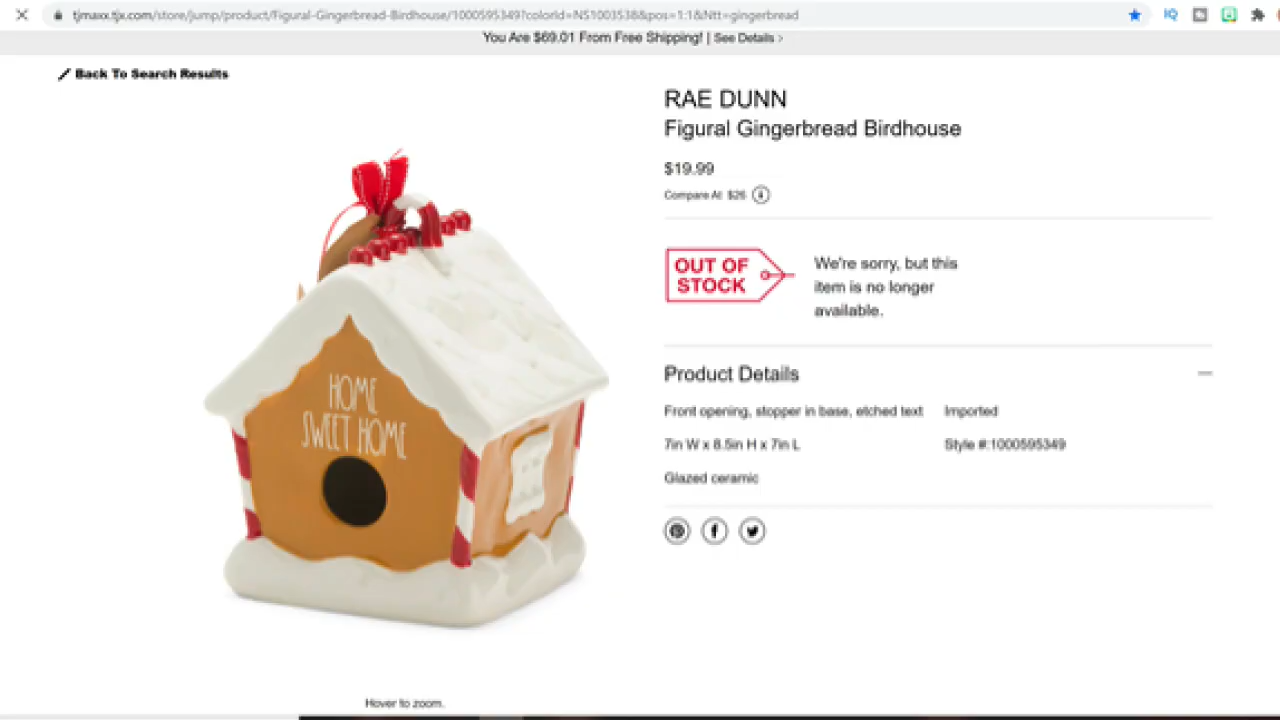 tjmaxx.tjx.com/store/jump/product/Figural-Gingerbread-Birdhouse/1000595349?colorId=NS1003538&pos=1:1&Ntt=gingerbread
You Are $69.01 From Free Shipping! | See Details >
Back To Search Results
RAE DUNN
Figural Gingerbread Birdhouse
$19.99
Compare At $26
OUT OF
STOCK
We're sorry, but this
item is no longer
available.
HOME
SWEET HOME
Product Details
Front opening, stopper in base, etched text
Imported
7in W x 8.5in H x 7in L
Style #:1000595349
Glazed ceramic
Hover to zoom.